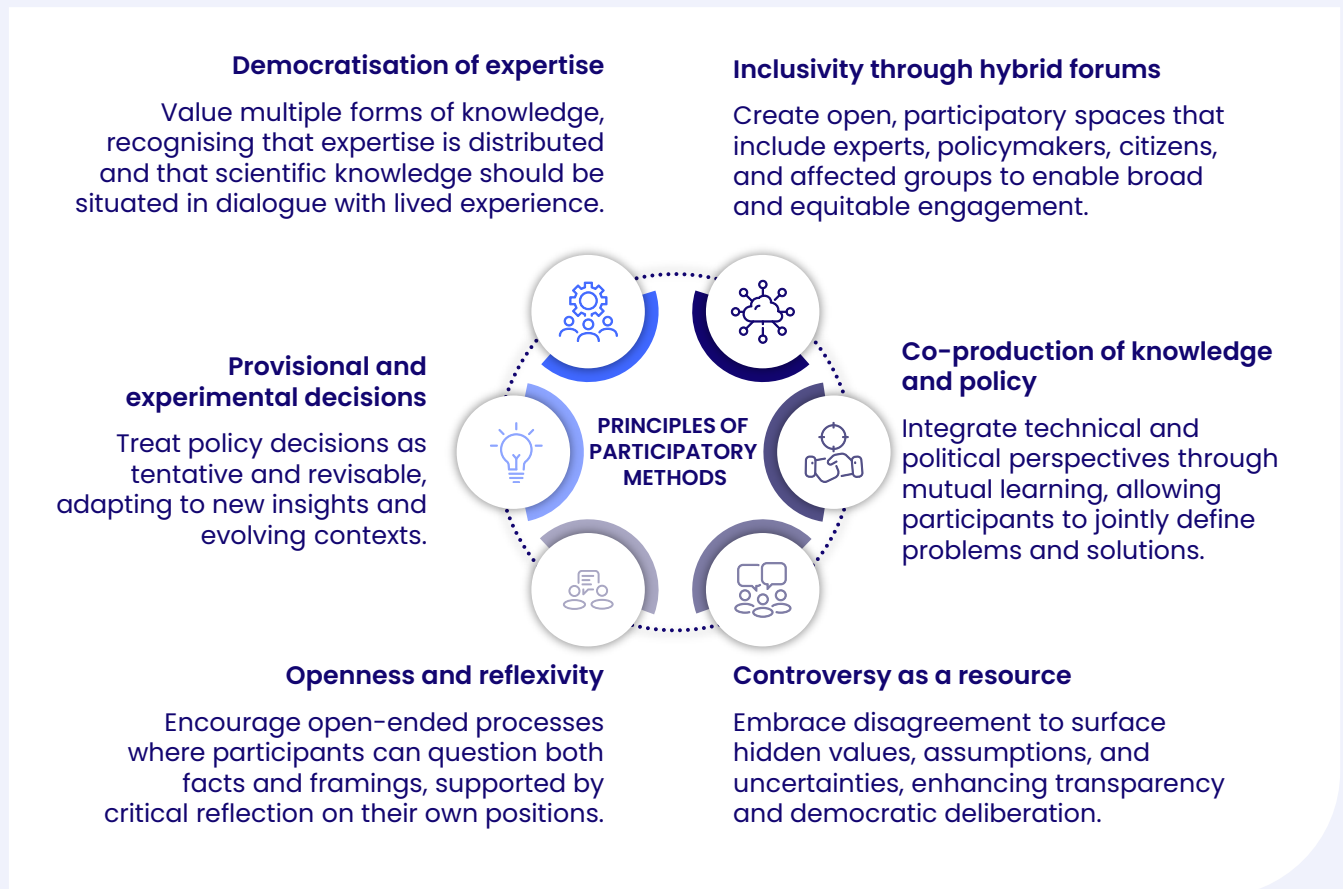 Democratisation of expertise
Value multiple forms of knowledge,
recognising that expertise is distributed
and that scientific knowledge should be
situated in dialogue with lived experience.
Inclusivity through hybrid forums
Create open, participatory spaces that
include experts, policymakers, citizens,
and affected groups to enable broad
and equitable engagement.
Provisional and
experimental decisions
Treat policy decisions as
tentative and revisable,
adapting to new insights and
evolving contexts.
PRINCIPLES OF
PARTICIPATORY
METHODS
Co-production of knowledge
and policy
Integrate technical and
political perspectives through
mutual learning, allowing
participants to jointly define
problems and solutions.
Openness and reflexivity
Encourage open-ended processes
where participants can question both
facts and framings, supported by
critical reflection on their own positions.
Controversy as a resource
Embrace disagreement to surface
hidden values, assumptions, and
uncertainties, enhancing transparency
and democratic deliberation.